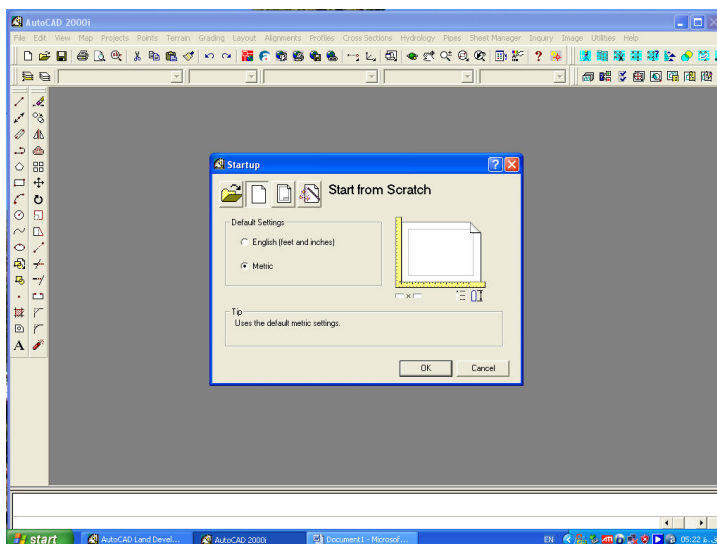 AutoCAD 2000i
File Edit View Map Projects Points Terrain Grading Layout Alignments Profiles Cross Sections Hydrology Pipes Sheet Manager Inquiry Image Utilities Help
Startup
Start from Scratch
Default Settings
English (feet and inches)
Metric
Tip
Uses the default metric settings.
OK Cancel
A
start AutoCAD Land Devel... AutoCAD 2000i Document1 - Microsof... EN 05:22